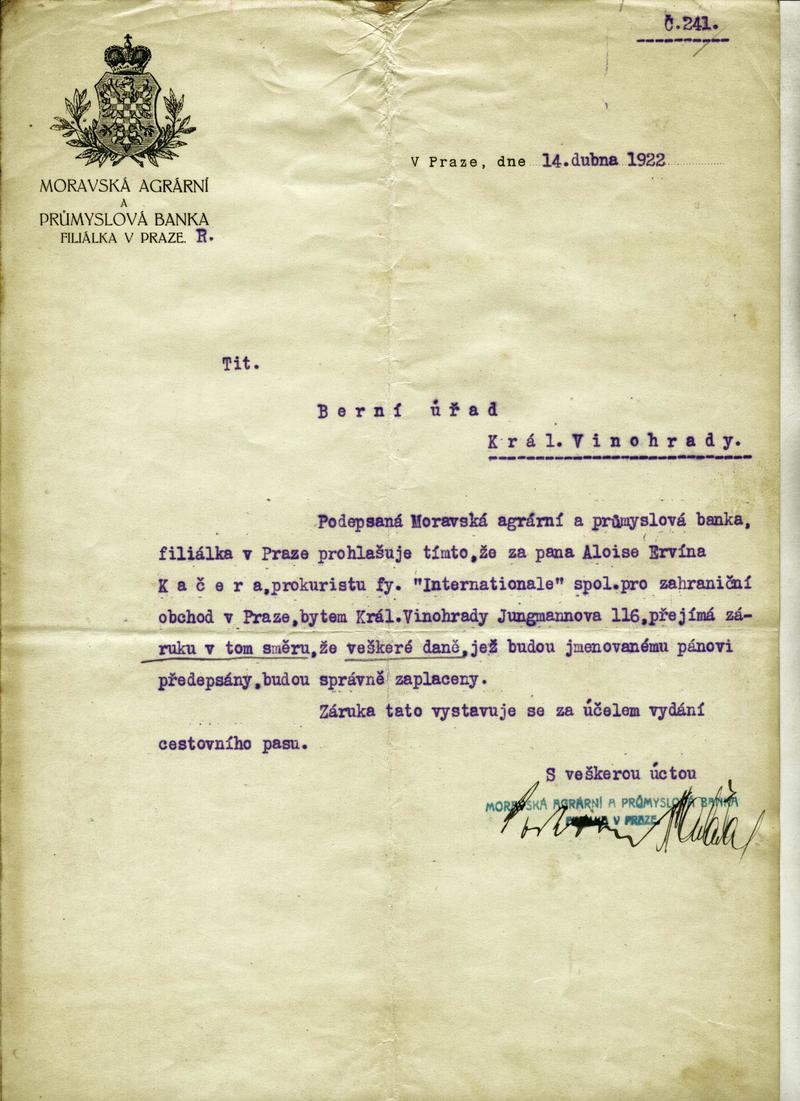 č.241.
V Praze, dne 14.dubna 1922
MORAVSKÁ AGRÁRNÍ
A
PRŮMYSLOVÁ BANKA
FILIÁLKA V PRAZE. R.
Tit.
Berní úřad
Král. Vinohrady.
Podepsaná Moravská agrární a průmyslová banka,
filiálka v Praze prohlašuje tímto,že za pana Aloise Ervína
Kačera,prokuristu fy. "Internationale" spol.pro zahraniční
obchod v Praze,bytem Král.Vinohrady Jungmannova 116,přejímá zá-
ruku v tom směru,že veškeré daně,jež budou jmenovanému pánovi
předepsány,budou správně zaplaceny.
Záruka tato vystavuje se za účelem vydání
cestovního pasu.
S veškerou úctou
MORAVSKÁ AGRÁRNÍ A PRŮMYSLOVÁ BANKA
FILIÁLKA V PRAZE.